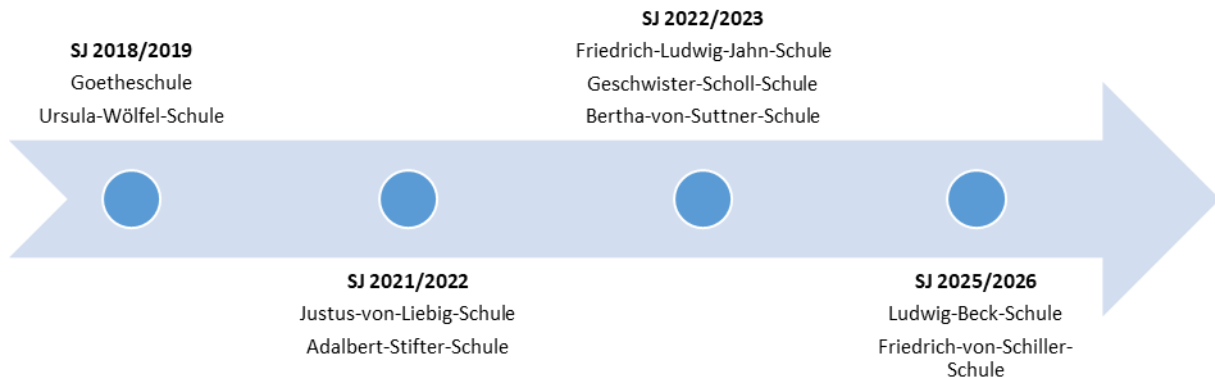 SJ 2018/2019
Goetheschule
Ursula-Wölfel-Schule
SJ 2021/2022
Justus-von-Liebig-Schule
Adalbert-Stifter-Schule
SJ 2022/2023
Friedrich-Ludwig-Jahn-Schule
Geschwister-Scholl-Schule
Bertha-von-Suttner-Schule
SJ 2025/2026
Ludwig-Beck-Schule
Friedrich-von-Schiller-
Schule